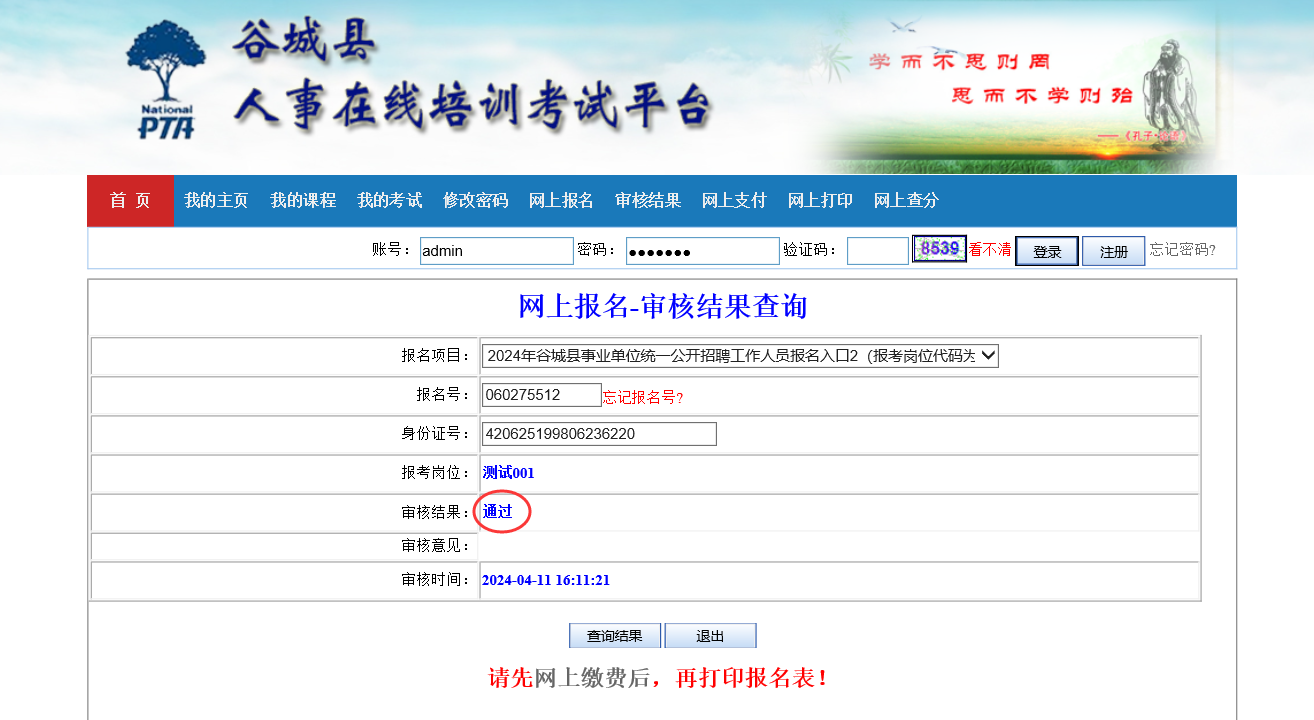 谷城县
人事在线培训考试平台
National
PTA
学而不思则罔
思而不学则殆
——《孔子·论语》
首 页 我的主页 我的课程 我的考试 修改密码 网上报名 审核结果 网上支付 网上打印 网上查分
账号： admin 密码： ●●●●●●● 验证码： 8539 看不清 登录 注册 忘记密码?
网上报名-审核结果查询
报名项目： 2024年谷城县事业单位统一公开招聘工作人员报名入口2（报考岗位代码为
报名号： 060275512 忘记报名号?
身份证号： 420625199806236220
报考岗位： 测试001
审核结果： 通过
审核意见：
审核时间： 2024-04-11 16:11:21
查询结果 退出
请先网上缴费后，再打印报名表！